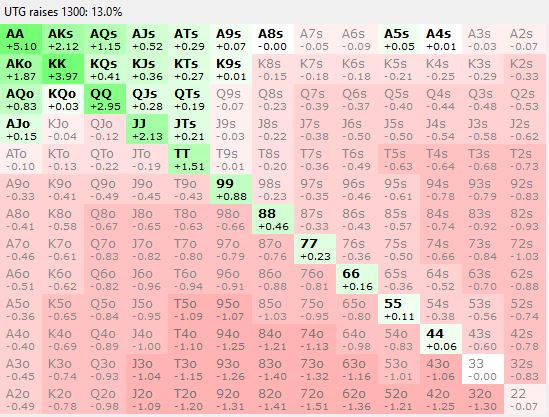 UTG raises 1300: 13.0%
AA AKs AQs AJs ATs A9s A8s A7s A6s A5s A4s A3s A2s
+5.10 +2.12 +1.15 +0.52 +0.29 +0.07 -0.00 -0.05 -0.09 +0.05 +0.01 -0.05 -0.07
AKo KK KQs KJs KTs K9s K8s K7s K6s K5s K4s K3s K2s
+1.87 +3.97 +0.41 +0.36 +0.27 +0.01 -0.15 -0.18 -0.18 -0.21 -0.25 -0.29 -0.33
AQo KQo QQ QJs QTs Q9s Q8s Q7s Q6s Q5s Q4s Q3s Q2s
+0.83 +0.03 +2.95 +0.28 +0.19 -0.07 -0.23 -0.39 -0.37 -0.40 -0.44 -0.48 -0.53
AJo KJo QJo JJ JTs J9s J8s J7s J6s J5s J4s J3s J2s
+0.15 -0.04 -0.12 +2.13 +0.21 -0.03 -0.22 -0.38 -0.50 -0.50 -0.54 -0.58 -0.62
ATo KTo QTo JTo TT T9s T8s T7s T6s T5s T4s T3s T2s
-0.10 -0.13 -0.22 -0.19 +1.51 -0.01 -0.20 -0.36 -0.49 -0.63 -0.64 -0.68 -0.73
A9o K9o Q9o J9o T9o 99 98s 97s 96s 95s 94s 93s 92s
-0.33 -0.41 -0.49 -0.45 -0.43 +0.88 -0.23 -0.35 -0.46 -0.61 -0.78 -0.79 -0.83
A8o K8o Q8o J8o T8o 98o 88 87s 86s 85s 84s 83s 82s
-0.41 -0.58 -0.67 -0.65 -0.63 -0.66 +0.46 -0.33 -0.43 -0.57 -0.74 -0.92 -0.93
A7o K7o Q7o J7o T7o 97o 87o 77 76s 75s 74s 73s 72s
-0.46 -0.61 -0.83 -0.81 -0.80 -0.79 -0.76 +0.23 -0.36 -0.50 -0.66 -0.84 -1.03
A6o K6o Q6o J6o T6o 96o 86o 76o 66 65s 64s 63s 62s
-0.51 -0.56 -0.82 -0.96 -0.94 -0.91 -0.88 -0.81 +0.16 -0.36 -0.52 -0.70 -0.88
A5o K5o Q5o J5o T5o 95o 85o 75o 65o 55 54s 53s 52s
-0.36 -0.65 -0.84 -0.95 -1.09 -1.07 -1.03 -0.95 -0.80 +0.11 -0.38 -0.56 -0.74
A4o K4o Q4o J4o T4o 94o 84o 74o 64o 54o 44 43s 42s
-0.40 -0.69 -0.89 -1.00 -1.10 -1.25 -1.21 -1.13 -0.98 -0.83 +0.06 -0.60 -0.78
A3o K3o Q3o J3o T3o 93o 83o 73o 63o 53o 43o 33 32s
-0.45 -0.74 -0.93 -1.04 -1.15 -1.26 -1.40 -1.32 -1.16 -1.01 -1.06 -0.00 -0.83
A2o K2o Q2o J2o T2o 92o 82o 72o 62o 52o 42o 32o 22
-0.49 -0.78 -0.98 -1.09 -1.20 -1.31 -1.41 -1.51 -1.36 -1.21 -1.25 -1.30 -0.07